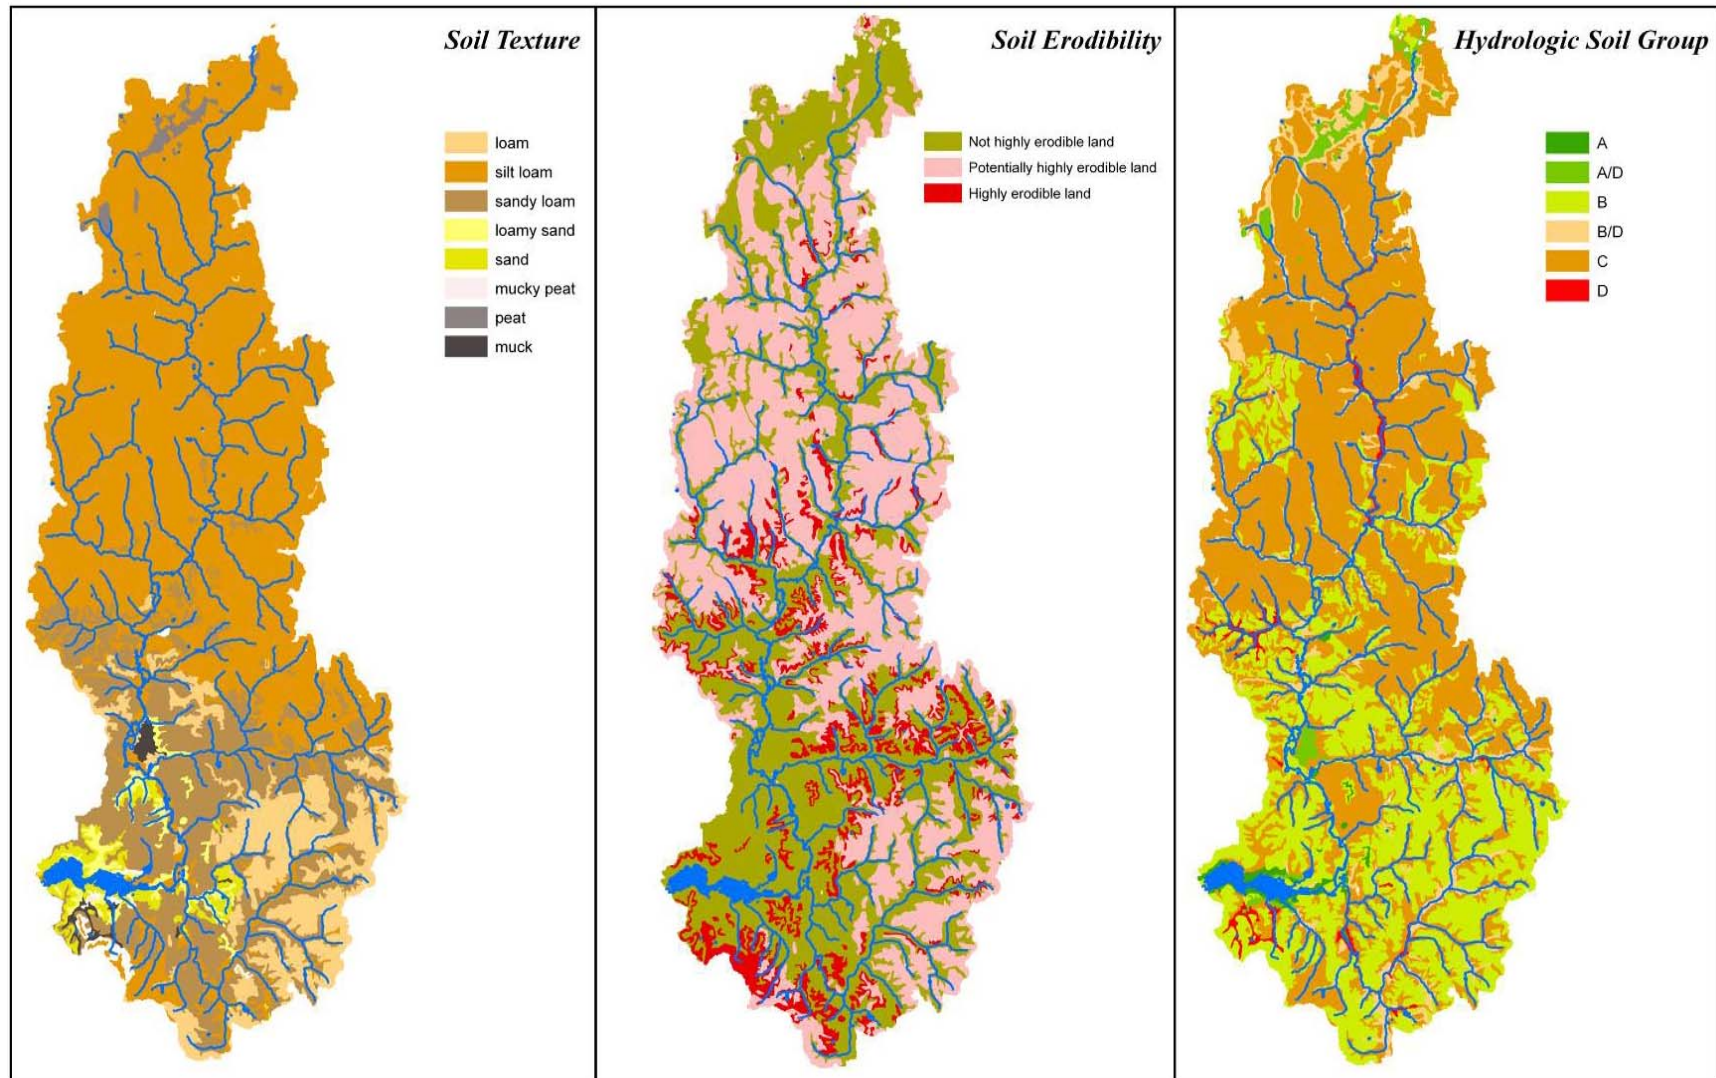 Soil Texture
loam
silt loam
sandy loam
loamy sand
sand
mucky peat
peat
muck
Soil Erodibility
Not highly erodible land
Potentially highly erodible land
Highly erodible land
Hydrologic Soil Group
A
A/D
B
B/D
C
D